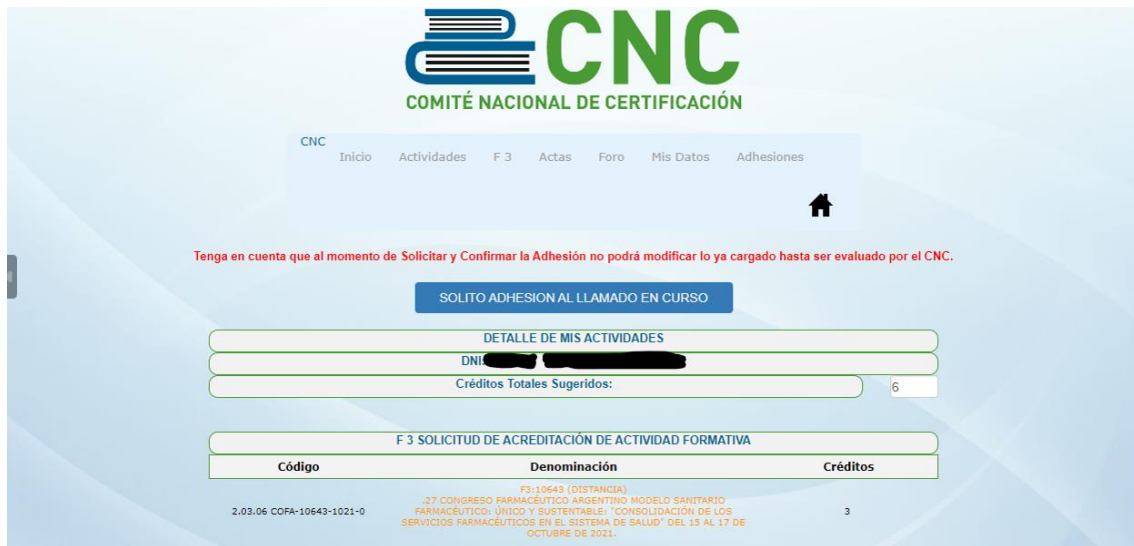 CNC
COMITÉ NACIONAL DE CERTIFICACIÓN
CNC
Inicio Actividades F 3 Actas Foro Mis Datos Adhesiones
Tenga en cuenta que al momento de Solicitar y Confirmar la Adhesión no podrá modificar lo ya cargado hasta ser evaluado por el CNC.
SOLITO ADHESION AL LLAMADO EN CURSO
DETALLE DE MIS ACTIVIDADES
DNI:
Créditos Totales Sugeridos: 6
F 3 SOLICITUD DE ACREDITACIÓN DE ACTIVIDAD FORMATIVA
Código Denominación Créditos
F3:10643 (DISTANCIA)
.27 CONGRESO FARMACÉUTICO ARGENTINO MODELO SANITARIO
2.03.06 COFA-10643-1021-0 FARMACÉUTICO: ÚNICO Y SUSTENTABLE: "CONSOLIDACIÓN DE LOS 3
SERVICIOS FARMACÉUTICOS EN EL SISTEMA DE SALUD" DEL 15 AL 17 DE
OCTUBRE DE 2021.